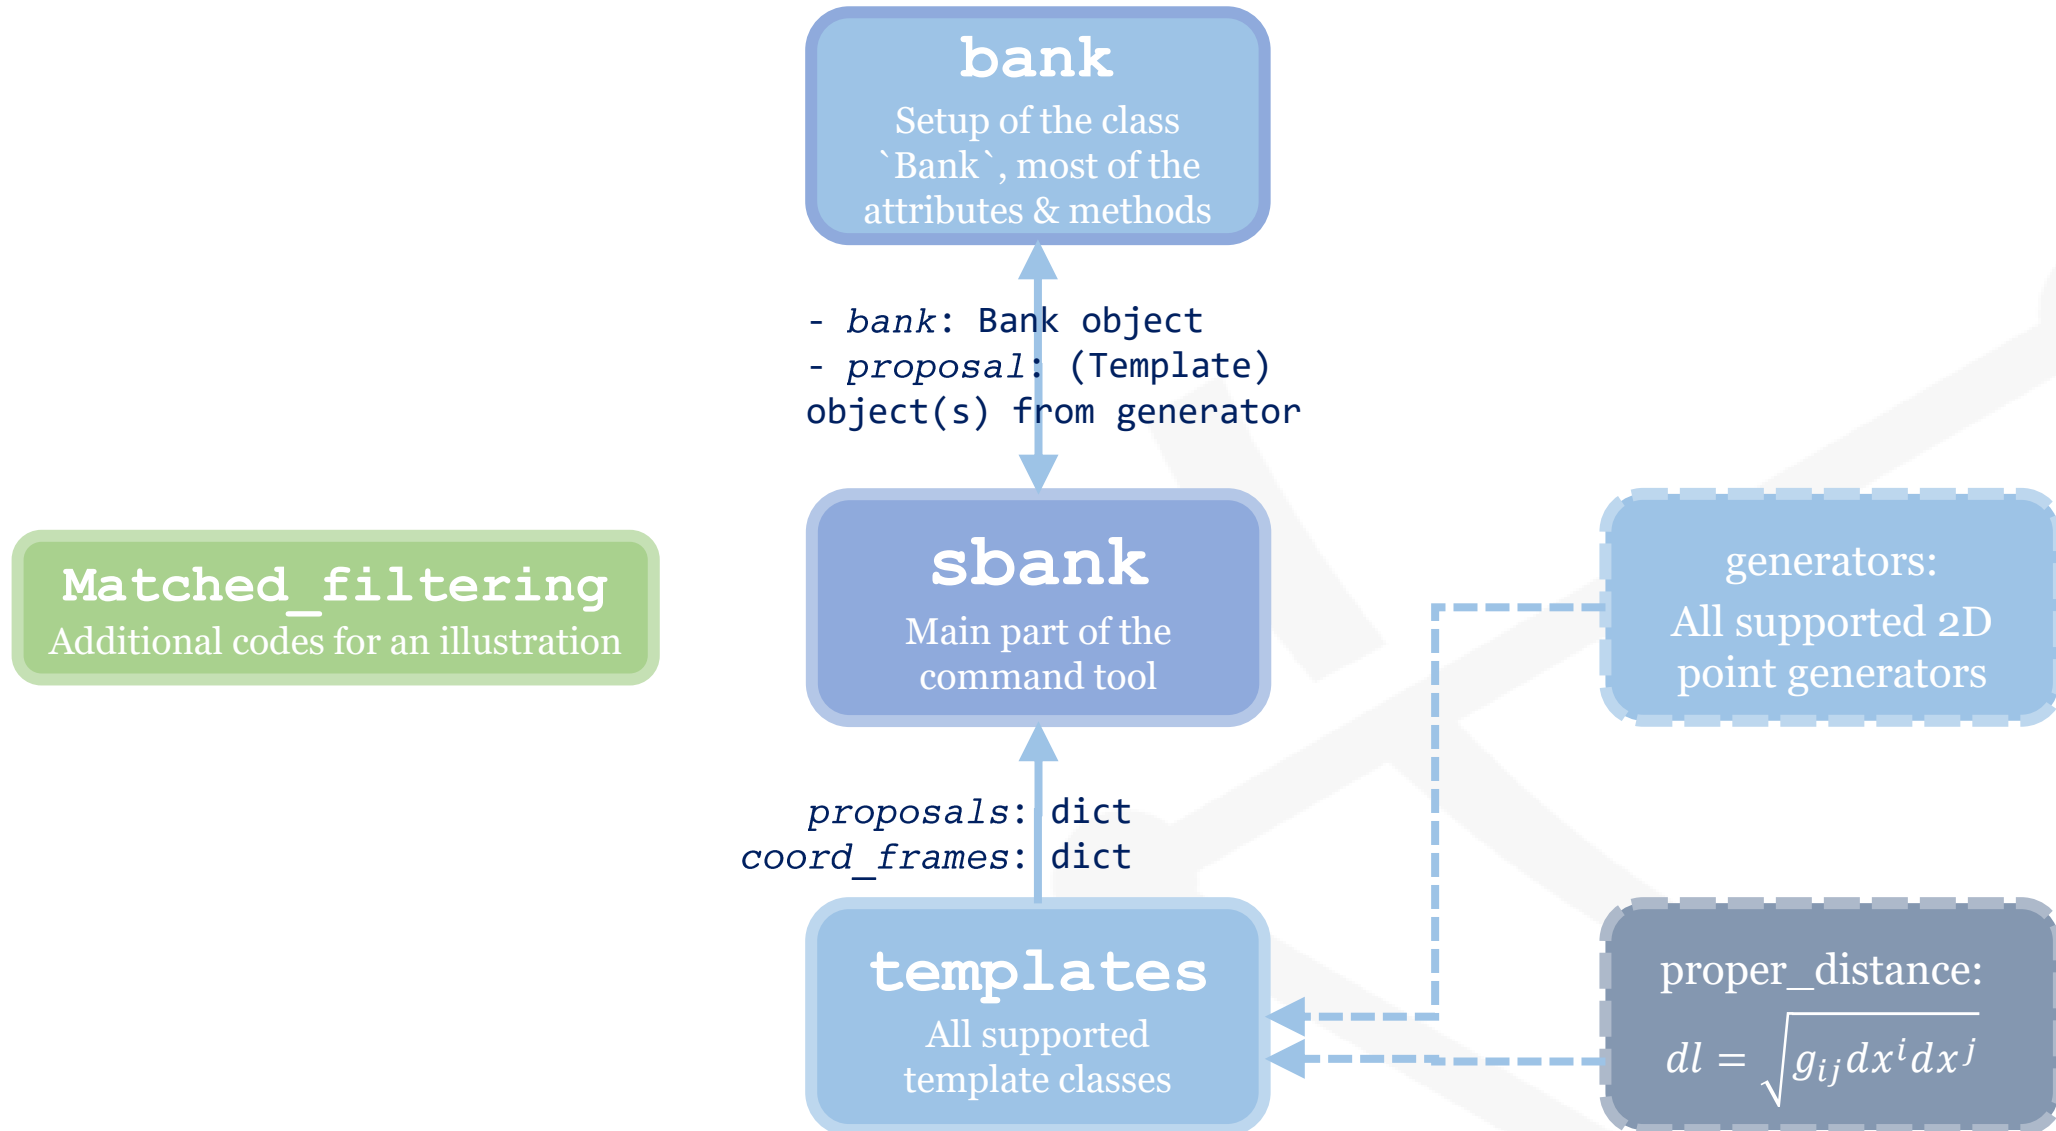 bank
Setup of the class
`Bank`, most of the
attributes & methods
- bank: Bank object
- proposal: (Template)
object(s) from generator
Matched_filtering
Additional codes for an illustration
sbank
Main part of the
command tool
generators:
All supported 2D
point generators
proposals: dict
coord_frames: dict
templates
All supported
template classes
proper_distance:
dl = √(g_{ij}dx^i dx^j)